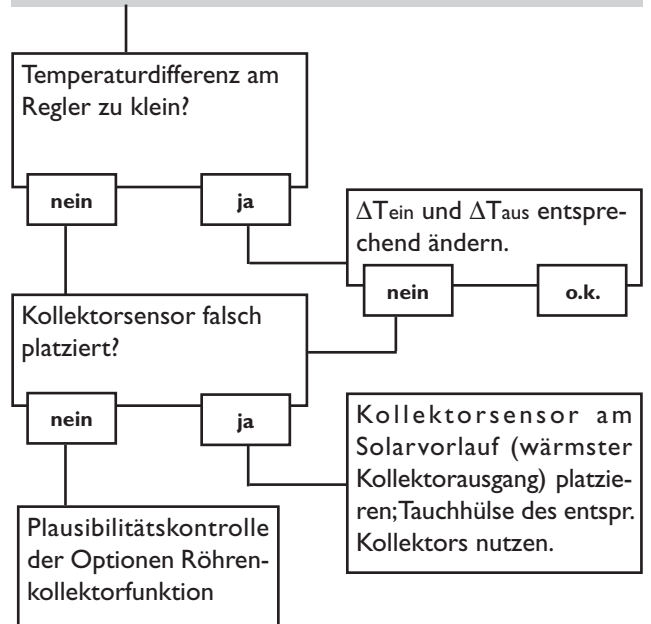 Temperaturdifferenz am
Regler zu klein?
nein
ja
ΔTein und ΔTaus entspre-
chend ändern.
nein
o.k.
Kollektorsensor falsch
platziert?
nein
ja
Kollektorsensor am
Solarvorlauf (wärmster
Kollektorausgang) platzie-
ren;Tauchhülse des entspr.
Kollektors nutzen.
Plausibilitätskontrolle
der Optionen Röhren-
kollektorfunktion